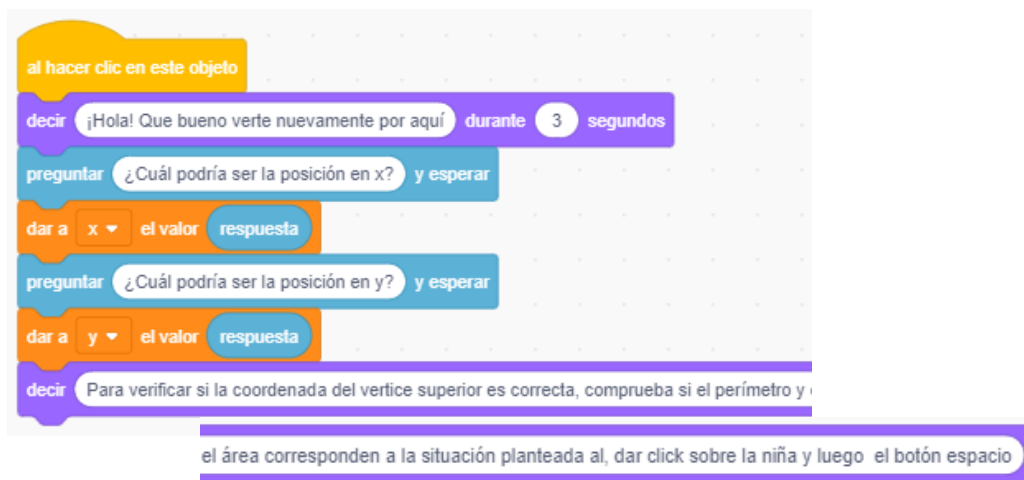 al hacer clic en este objeto
decir ¡Hola! Que bueno verte nuevamente por aquí durante 3 segundos
preguntar ¿Cuál podría ser la posición en x? y esperar
dar a x el valor respuesta
preguntar ¿Cuál podría ser la posición en y? y esperar
dar a y el valor respuesta
decir Para verificar si la coordenada del vertice superior es correcta, comprueba si el perímetro y
el área corresponden a la situación planteada al, dar click sobre la niña y luego el botón espacio